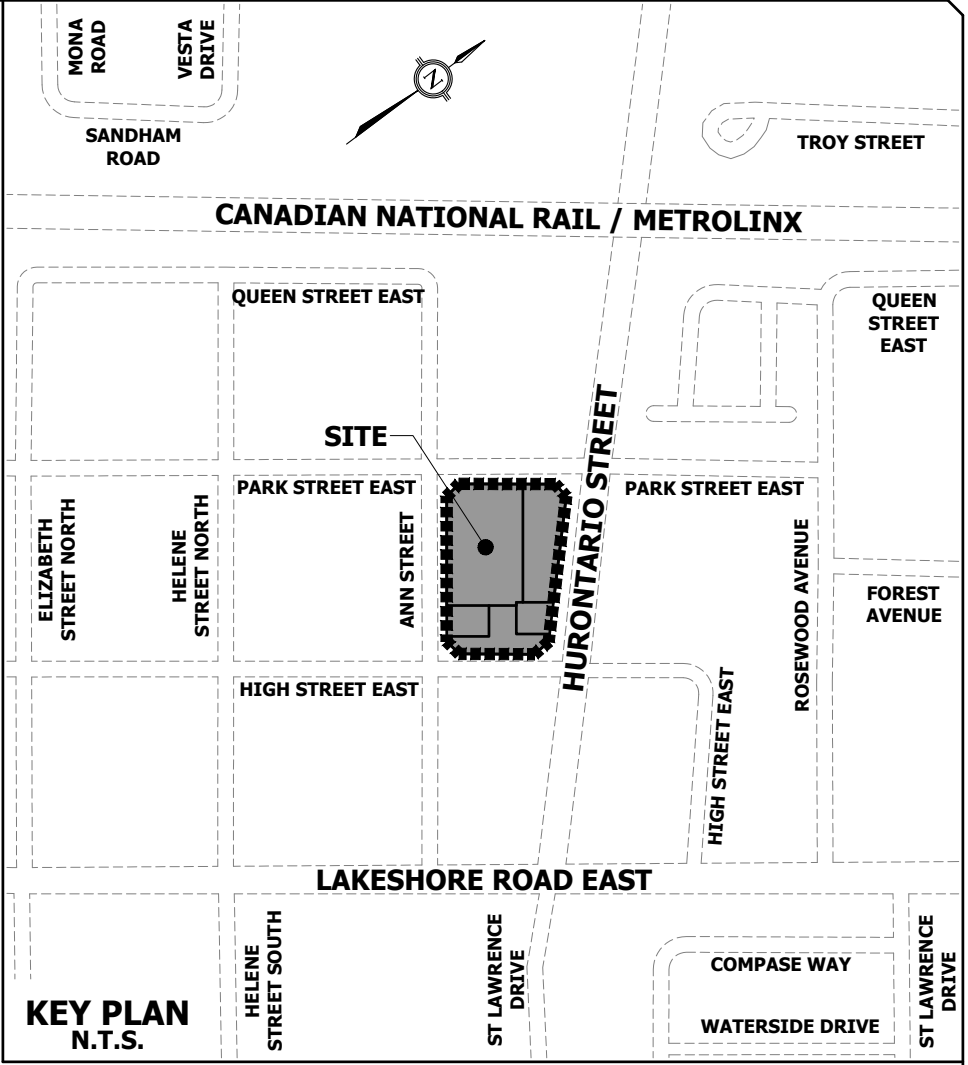 MONA
ROAD
VESTA
DRIVE
N
SANDHAM
ROAD
TROY STREET
CANADIAN NATIONAL RAIL / METROLINX
QUEEN STREET EAST
QUEEN
STREET
EAST
SITE
HURONTARIO STREET
PARK STREET EAST
PARK STREET EAST
ELIZABETH
STREET NORTH
HELENE
STREET NORTH
ANN STREET
ROSEWOOD AVENUE
FOREST
AVENUE
HIGH STREET EAST
HIGH STREET EAST
LAKESHORE ROAD EAST
HELENE
STREET SOUTH
ST LAWRENCE
DRIVE
COMPASE WAY
ST LAWRENCE
DRIVE
WATERSIDE DRIVE
KEY PLAN
N.T.S.